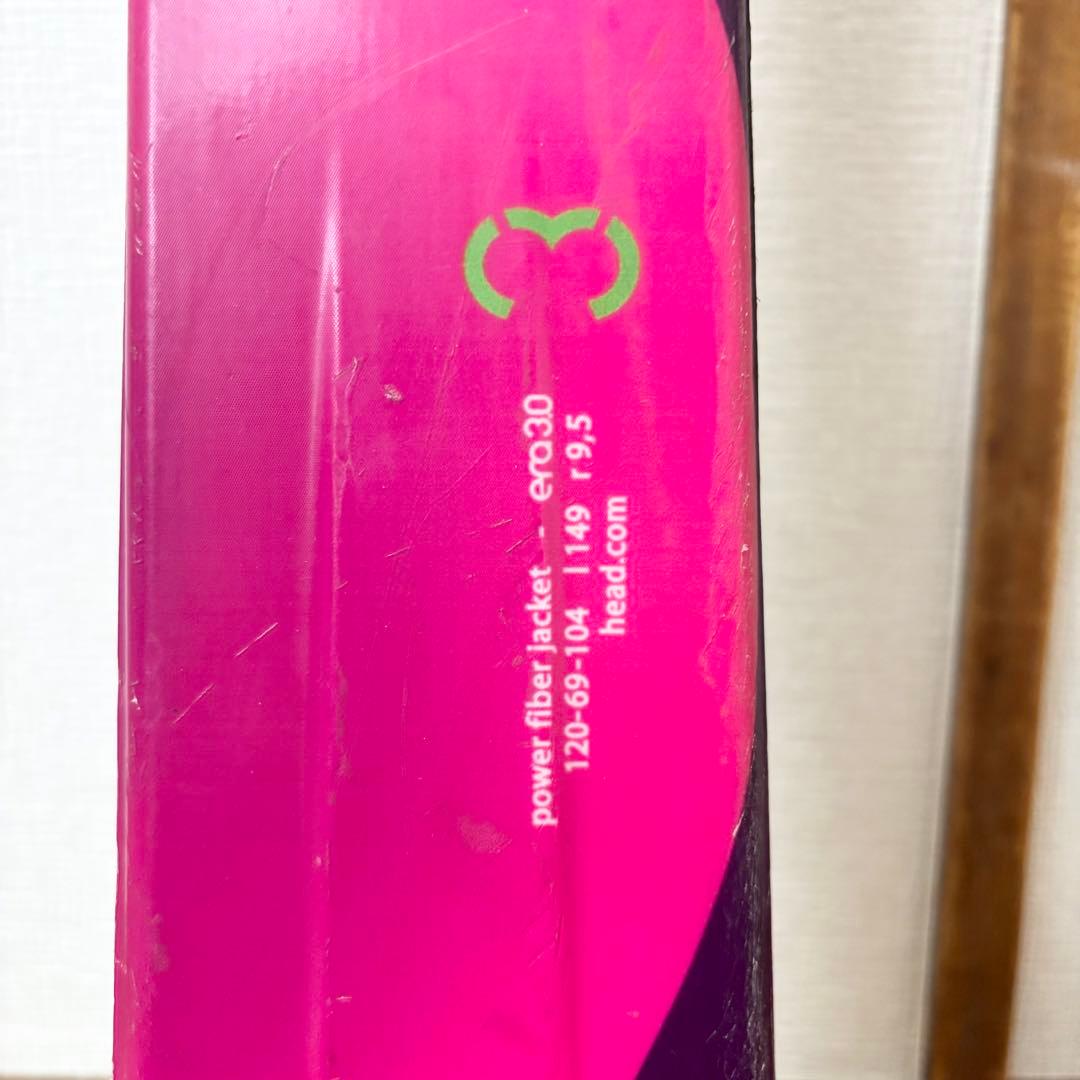 power fiber jacket - era3.0
120-69-104 l 149 r 9,5
head.com